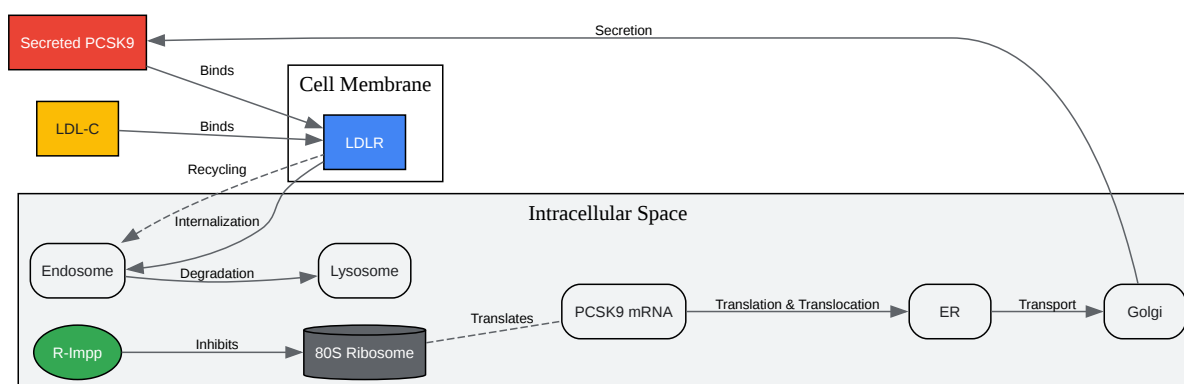 Secretion
Secreted PCSK9
Binds
Cell Membrane
LDL-C
Binds
LDLR
Recycling
Intracellular Space
Internalization
Endosome
Degradation
Lysosome
PCSK9 mRNA
Translation & Translocation
ER
Transport
Golgi
Translates
R-Impp
Inhibits
80S Ribosome